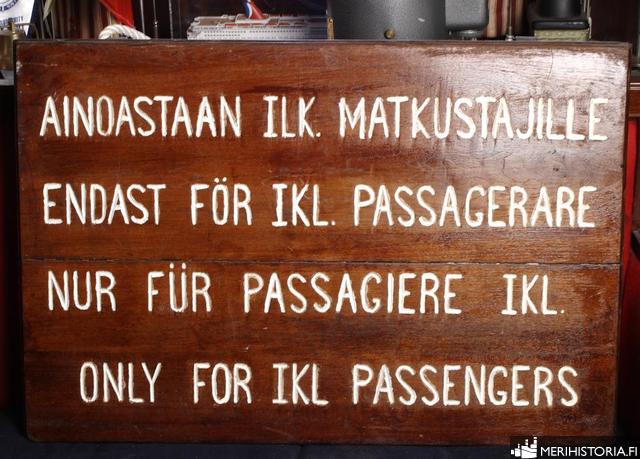 AINOASTAAN ILK. MATKUSTAJILLE
ENDAST FÖR IKL. PASSAGERARE
NUR FÜR PASSAGIERE IKL.
ONLY FOR IKL PASSENGERS
MERIHISTORIA.FI